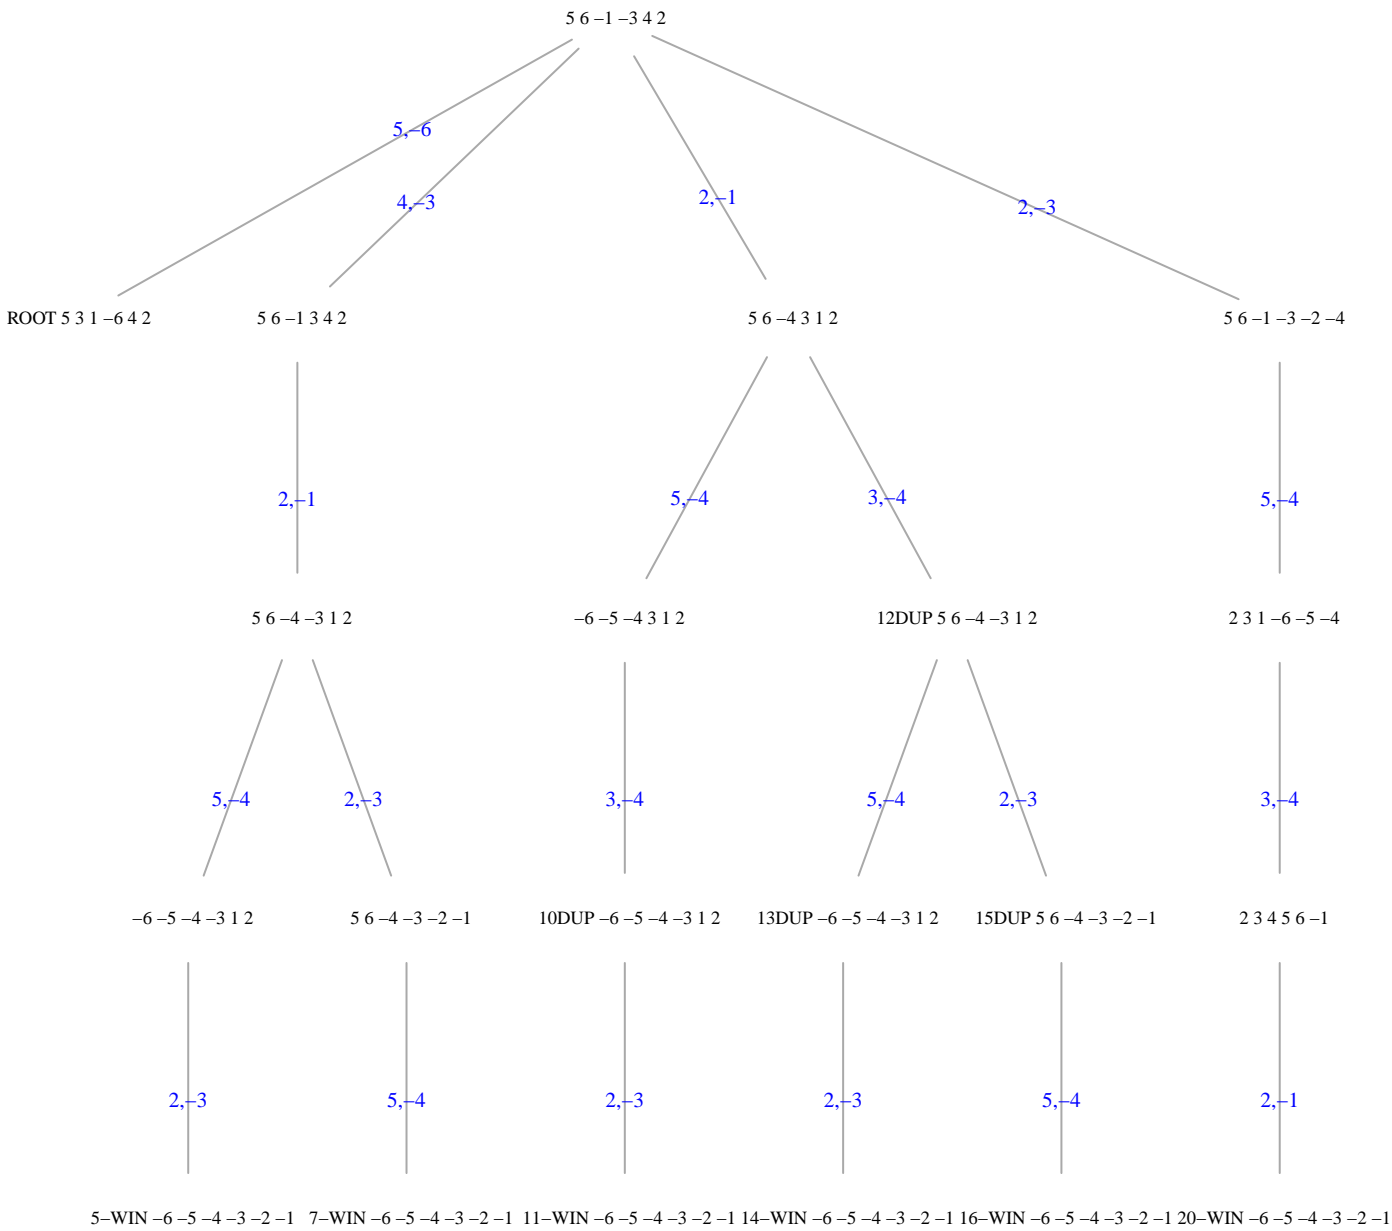 5 6 –1 –3 4 2
5,–6
4,–3
2,–1
2,–3
ROOT 5 3 1 –6 4 2
5 6 –1 3 4 2
5 6 –4 3 1 2
5 6 –1 –3 –2 –4
2,–1
5,–4
3,–4
5,–4
5 6 –4 –3 1 2
–6 –5 –4 3 1 2
12DUP 5 6 –4 –3 1 2
2 3 1 –6 –5 –4
5,–4
2,–3
3,–4
5,–4
2,–3
3,–4
–6 –5 –4 –3 1 2
5 6 –4 –3 –2 –1
10DUP –6 –5 –4 –3 1 2
13DUP –6 –5 –4 –3 1 2
15DUP 5 6 –4 –3 –2 –1
2 3 4 5 6 –1
2,–3
5,–4
2,–3
2,–3
5,–4
2,–1
5–WIN –6 –5 –4 –3 –2 –1
7–WIN –6 –5 –4 –3 –2 –1
11–WIN –6 –5 –4 –3 –2 –1
14–WIN –6 –5 –4 –3 –2 –1
16–WIN –6 –5 –4 –3 –2 –1
20–WIN –6 –5 –4 –3 –2 –1